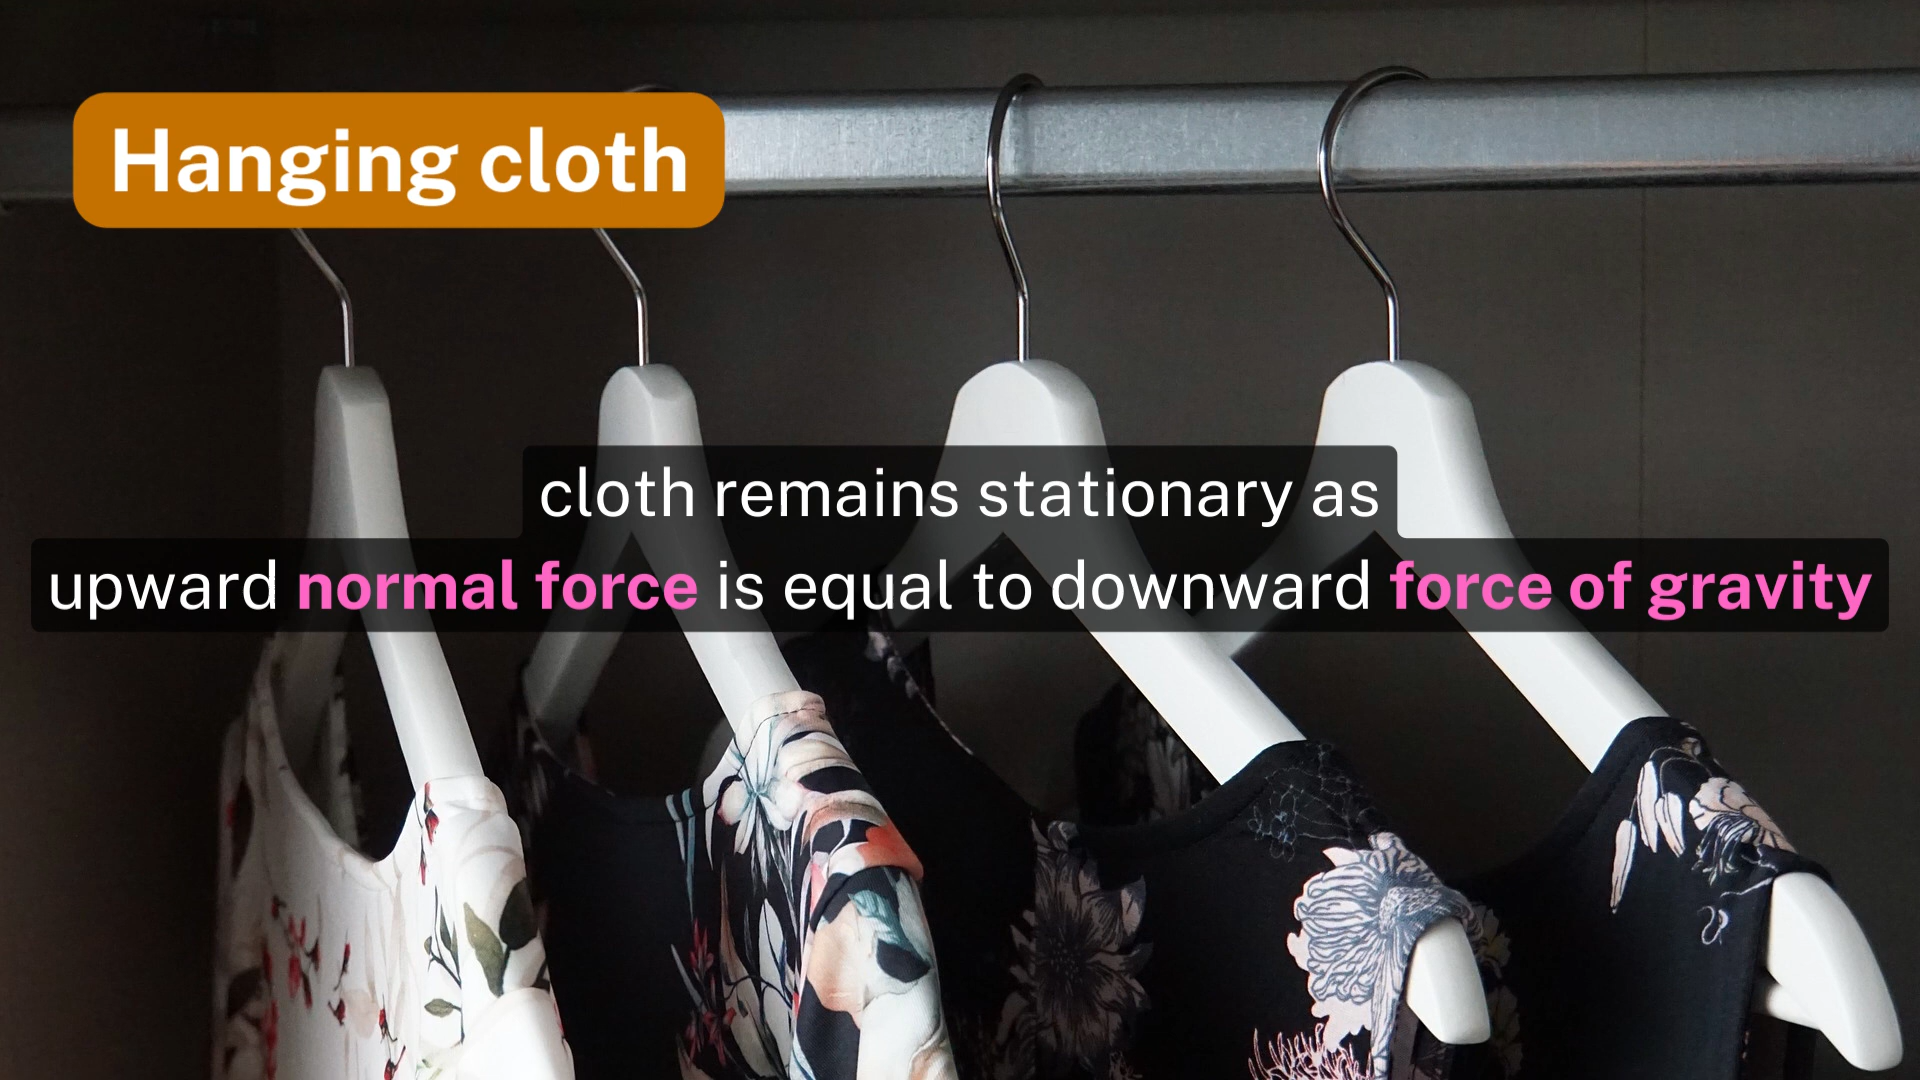 Hanging cloth
cloth remains stationary as
upward normal force is equal to downward force of gravity